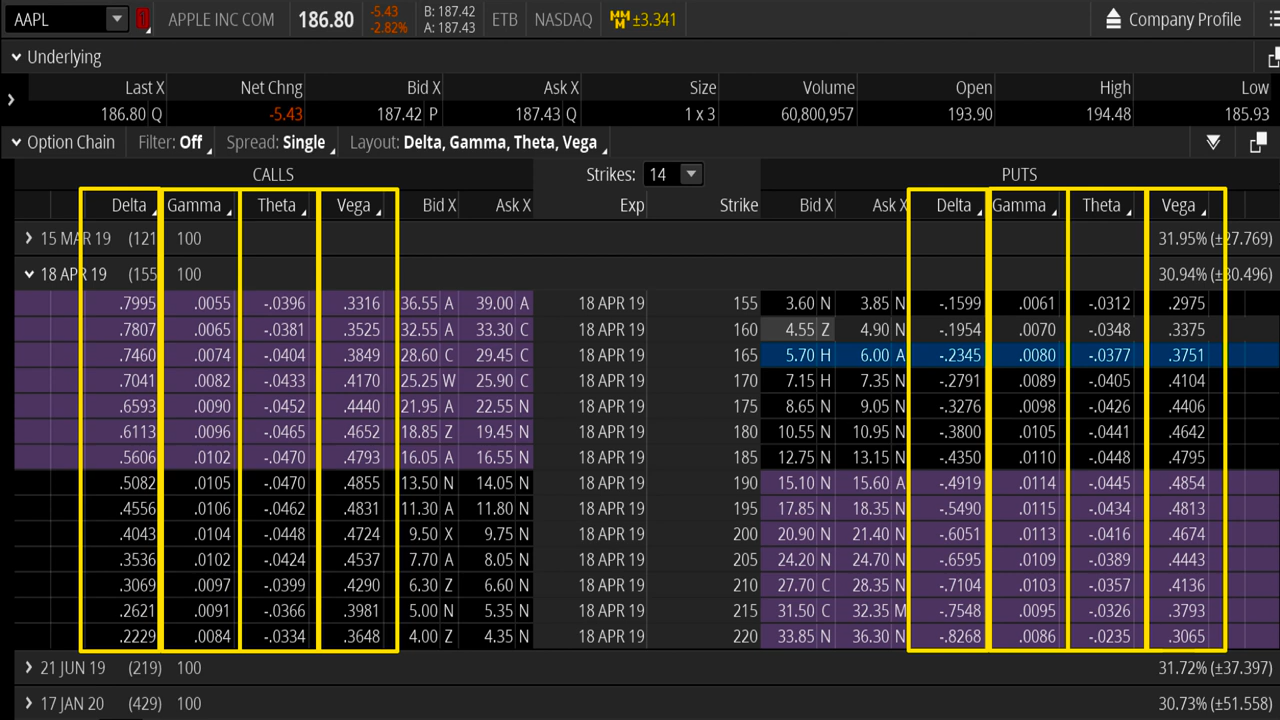 AAPL 1 APPLE INC COM 186.80 -5.43 -2.82% B: 187.42 A: 187.43 ETB NASDAQ MMM ±3.341 Company Profile
Underlying
Last X Net Chng Bid X Ask X Size Volume Open High Low
186.80 Q -5.43 187.42 P 187.43 Q 1 x 3 60,800,957 193.90 194.48 185.93
Option Chain Filter: Off Spread: Single Layout: Delta, Gamma, Theta, Vega
CALLS Strikes: 14 PUTS
Delta Gamma Theta Vega Bid X Ask X Exp Strike Bid X Ask X Delta Gamma Theta Vega
15 MAR 19 (121 100 31.95% (±27.769)
18 APR 19 (155 100 30.94% (±30.496)
.7995 .0055 -.0396 .3316 36.55 A 39.00 A 18 APR 19 155 3.60 N 3.85 N -.1599 .0061 -.0312 .2975
.7807 .0065 -.0381 .3525 32.55 A 33.30 C 18 APR 19 160 4.55 Z 4.90 N -.1954 .0070 -.0348 .3375
.7460 .0074 -.0404 .3849 28.60 C 29.45 C 18 APR 19 165 5.70 H 6.00 A -.2345 .0080 -.0377 .3751
.7041 .0082 -.0433 .4170 25.25 W 25.90 C 18 APR 19 170 7.15 H 7.35 N -.2791 .0089 -.0405 .4104
.6593 .0090 -.0452 .4440 21.95 A 22.55 N 18 APR 19 175 8.65 N 9.05 N -.3276 .0098 -.0426 .4406
.6113 .0096 -.0465 .4652 18.85 Z 19.45 N 18 APR 19 180 10.55 N 10.95 N -.3800 .0105 -.0441 .4642
.5606 .0102 -.0470 .4793 16.05 A 16.55 N 18 APR 19 185 12.75 N 13.15 N -.4350 .0110 -.0448 .4795
.5082 .0105 -.0470 .4855 13.50 N 14.05 N 18 APR 19 190 15.10 N 15.60 A -.4919 .0114 -.0445 .4854
.4556 .0106 -.0462 .4831 11.30 A 11.80 N 18 APR 19 195 17.85 N 18.35 N -.5490 .0115 -.0434 .4813
.4043 .0104 -.0448 .4724 9.50 X 9.75 N 18 APR 19 200 20.90 N 21.40 N -.6051 .0113 -.0416 .4674
.3536 .0102 -.0424 .4537 7.70 A 8.05 N 18 APR 19 205 24.20 N 24.70 N -.6595 .0109 -.0389 .4443
.3069 .0097 -.0399 .4290 6.30 Z 6.60 N 18 APR 19 210 27.70 C 28.35 N -.7104 .0103 -.0357 .4136
.2621 .0091 -.0366 .3981 5.00 N 5.35 N 18 APR 19 215 31.50 C 32.35 M -.7548 .0095 -.0326 .3793
.2229 .0084 -.0334 .3648 4.00 Z 4.35 N 18 APR 19 220 33.85 N 36.30 N -.8268 .0086 -.0235 .3065
21 JUN 19 (219) 100 31.72% (±37.397)
17 JAN 20 (429) 100 30.73% (±51.558)